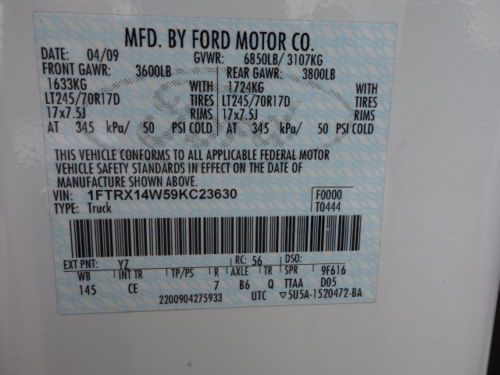 MFD. BY FORD MOTOR CO.
DATE: 04/09 GVWR: 6850LB/ 3107KG
FRONT GAWR: 3600LB REAR GAWR: 3800LB
1633KG WITH 1724KG WITH
LT245/70R17D TIRES LT245/70R17D TIRES
17x7.5J RIMS 17x7.5J RIMS
AT 345 kPa/ 50 PSI COLD AT 345 kPa/ 50 PSI COLD
THIS VEHICLE CONFORMS TO ALL APPLICABLE FEDERAL MOTOR
VEHICLE SAFETY STANDARDS IN EFFECT ON THE DATE OF
MANUFACTURE SHOWN ABOVE.
VIN: 1FTRX14W59KC23630 F0000
TYPE: Truck T0444
EXT PNT: YZ RC: 56 DSO:
WB INT TR TP/PS R AXLE TR SPR 9F616
145 CE 7 B6 Q TTAA D05
2200904275933 UTC ▽5U5A-1520472-BA